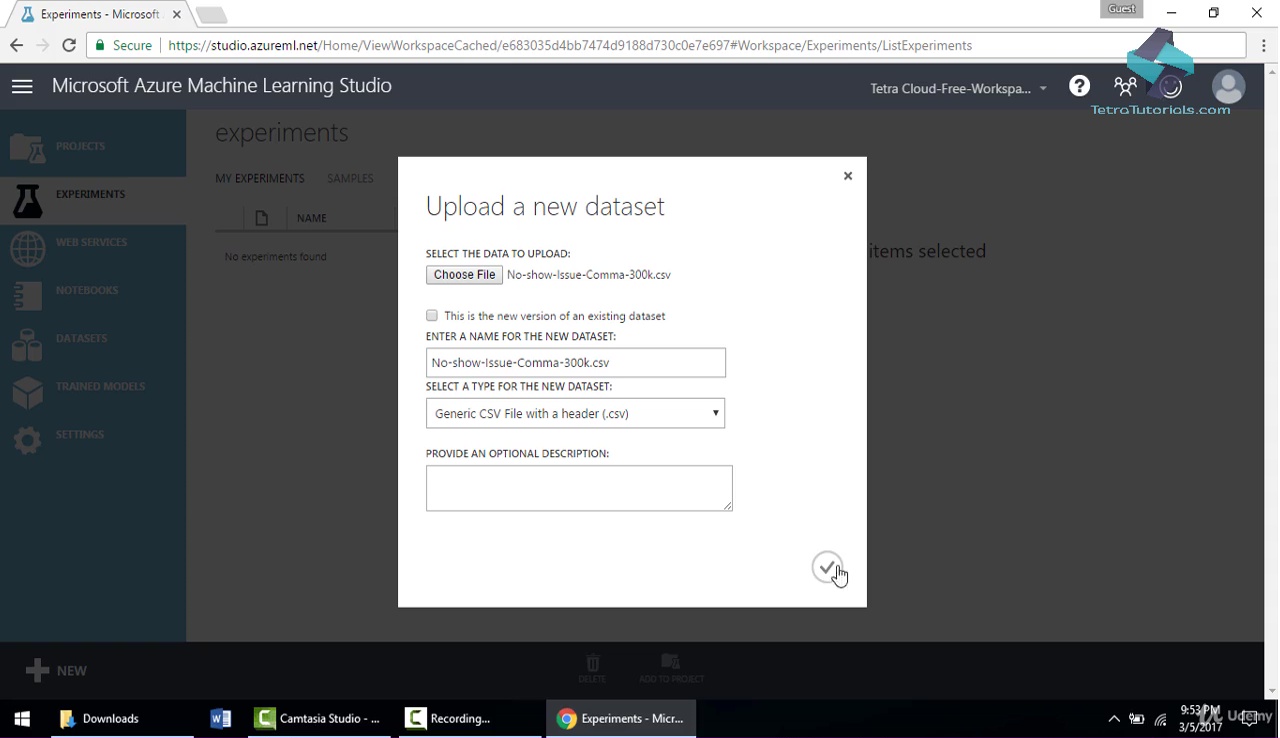 Experiments - Microsoft
Guest
Secure
https://studio.azureml.net/Home/ViewWorkspaceCached/e683035d4bb7474d9188d730c0e7e697#Workspace/Experiments/ListExperiments
Microsoft Azure Machine Learning Studio
Tetra Cloud-Free-Workspa...
TetraTutorials.com
PROJECTS
EXPERIMENTS
WEB SERVICES
NOTEBOOKS
DATASETS
TRAINED MODELS
SETTINGS
experiments
MY EXPERIMENTS SAMPLES
NAME
No experiments found
items selected
Upload a new dataset
SELECT THE DATA TO UPLOAD:
Choose File No-show-Issue-Comma-300k.csv
This is the new version of an existing dataset
ENTER A NAME FOR THE NEW DATASET:
No-show-Issue-Comma-300k.csv
SELECT A TYPE FOR THE NEW DATASET:
Generic CSV File with a header (.csv)
PROVIDE AN OPTIONAL DESCRIPTION:
NEW
DELETE
ADD TO PROJECT
Downloads
Camtasia Studio - ...
Recording...
Experiments - Micr...
9:53 PM
3/5/2017
Udemy